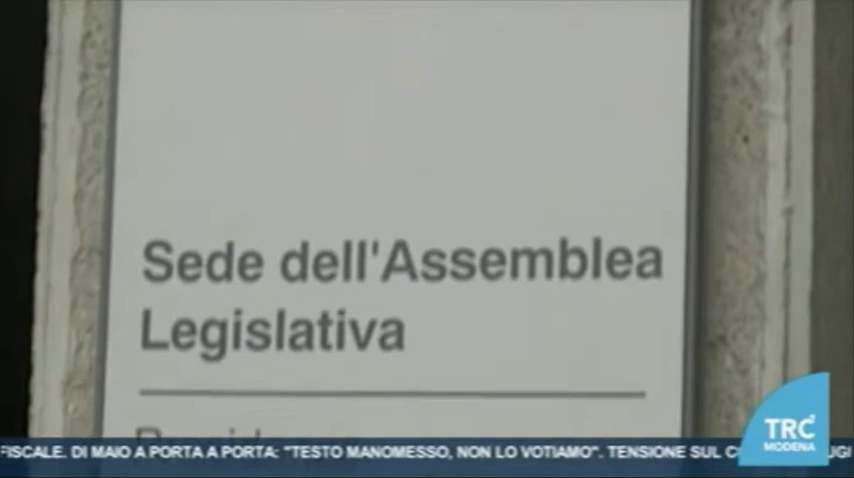 Sede dell'Assemblea
Legislativa
FISCALE. DI MAIO A PORTA A PORTA: "TESTO MANOMESSO, NON LO VOTIAMO". TENSIONE SUL
TRC
MODENA